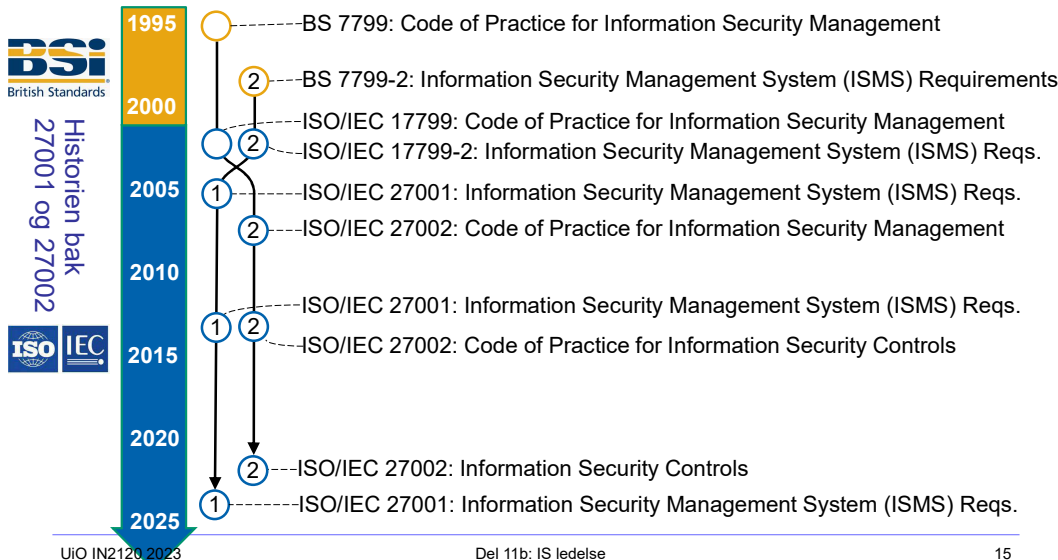 1995
BS 7799: Code of Practice for Information Security Management
BSi
British Standards
2
BS 7799-2: Information Security Management System (ISMS) Requirements
2000
ISO/IEC 17799: Code of Practice for Information Security Management
2
ISO/IEC 17799-2: Information Security Management System (ISMS) Reqs.
Historien bak
27001 og 27002
2005
1
ISO/IEC 27001: Information Security Management System (ISMS) Reqs.
2
ISO/IEC 27002: Code of Practice for Information Security Management
2010
ISO/IEC 27001: Information Security Management System (ISMS) Reqs.
1
2
ISO IEC
ISO/IEC 27002: Code of Practice for Information Security Controls
2015
2020
2
ISO/IEC 27002: Information Security Controls
1
ISO/IEC 27001: Information Security Management System (ISMS) Reqs.
2025
UiO IN2120 2023
Del 11b: IS ledelse
15